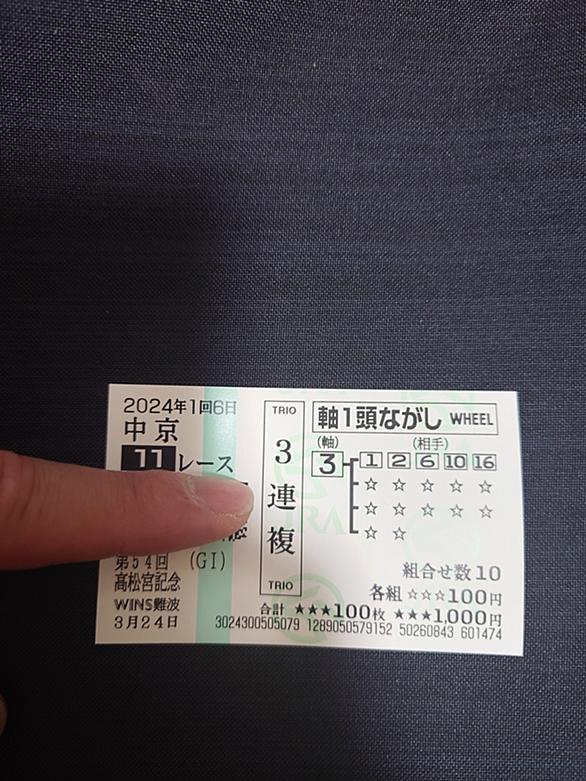 2024年1回6日
中京
11レース
第54回 (GI)
高松宮記念
WINS難波
3月24日
TRIO
3連複
TRIO
軸1頭ながし WHEEL
(軸) (相手)
3 1 2 6 10 16
☆☆☆☆☆
☆☆☆☆☆
☆☆
組合せ数10
各組 ☆☆☆100円
合計 ★★★100枚 ★★★1,000円
3024300505079 1289050579152 50260843 601474